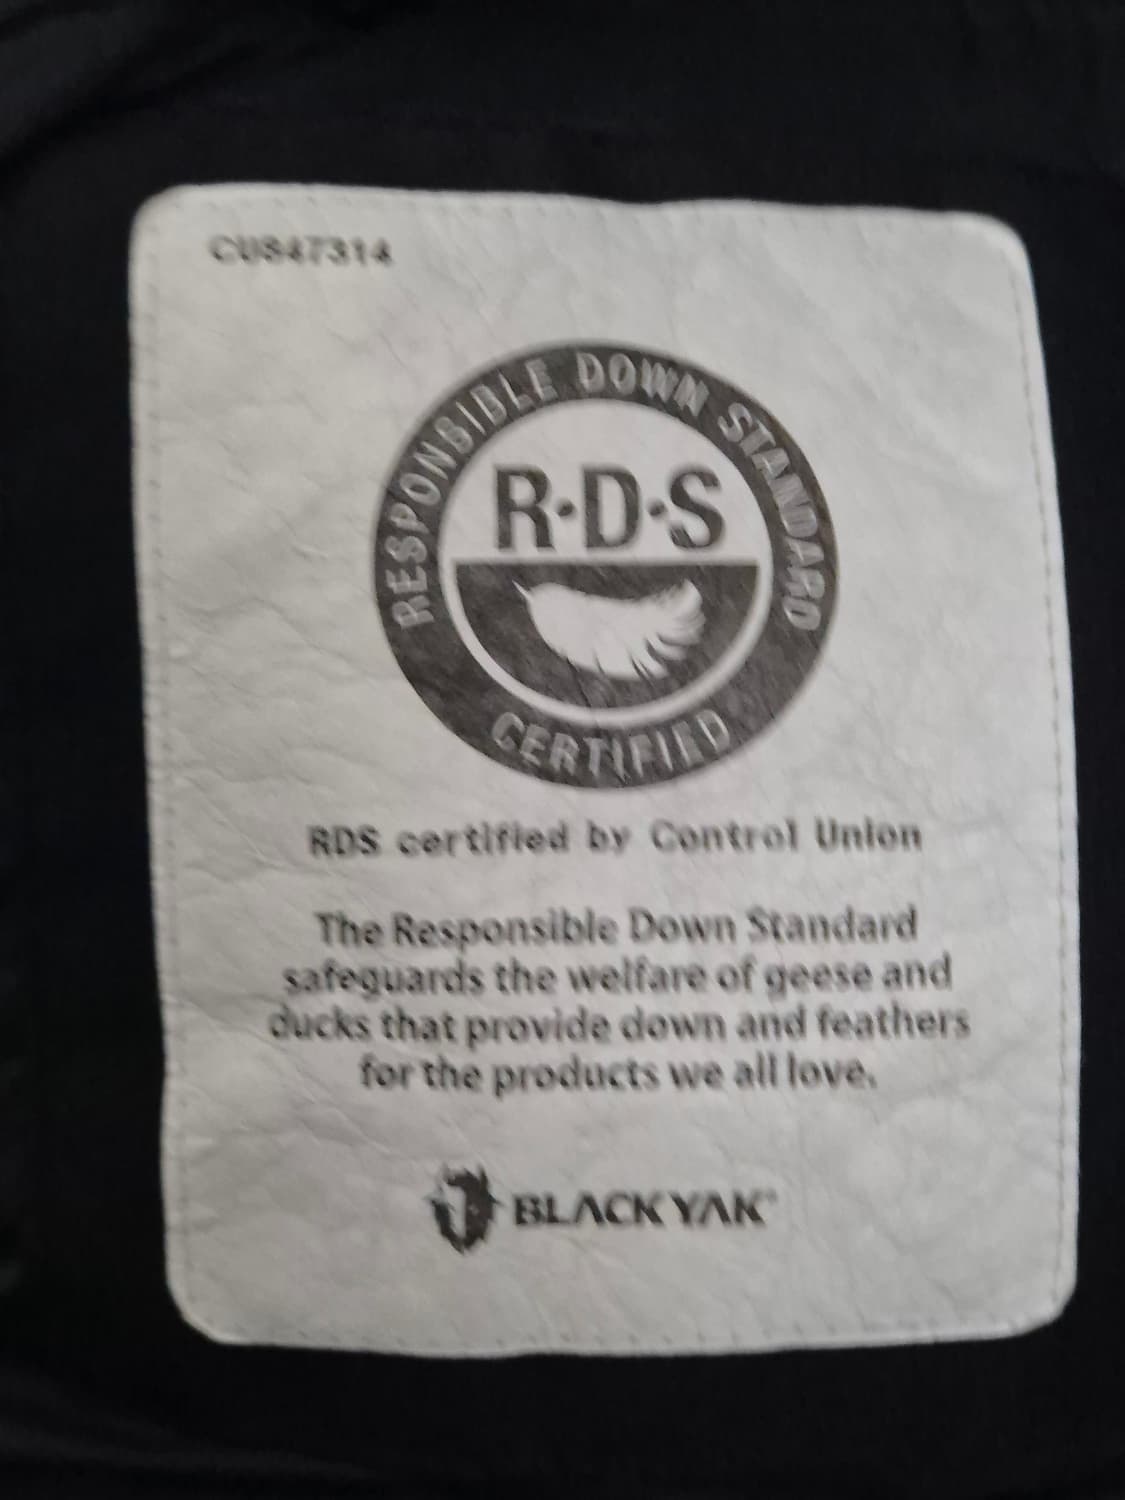 CU847314
RESPONSIBLE DOWN STANDARD
R·D·S
CERTIFIED
RDS certified by Control Union
The Responsible Down Standard
safeguards the welfare of geese and
ducks that provide down and feathers
for the products we all love.
BLACKYAK®